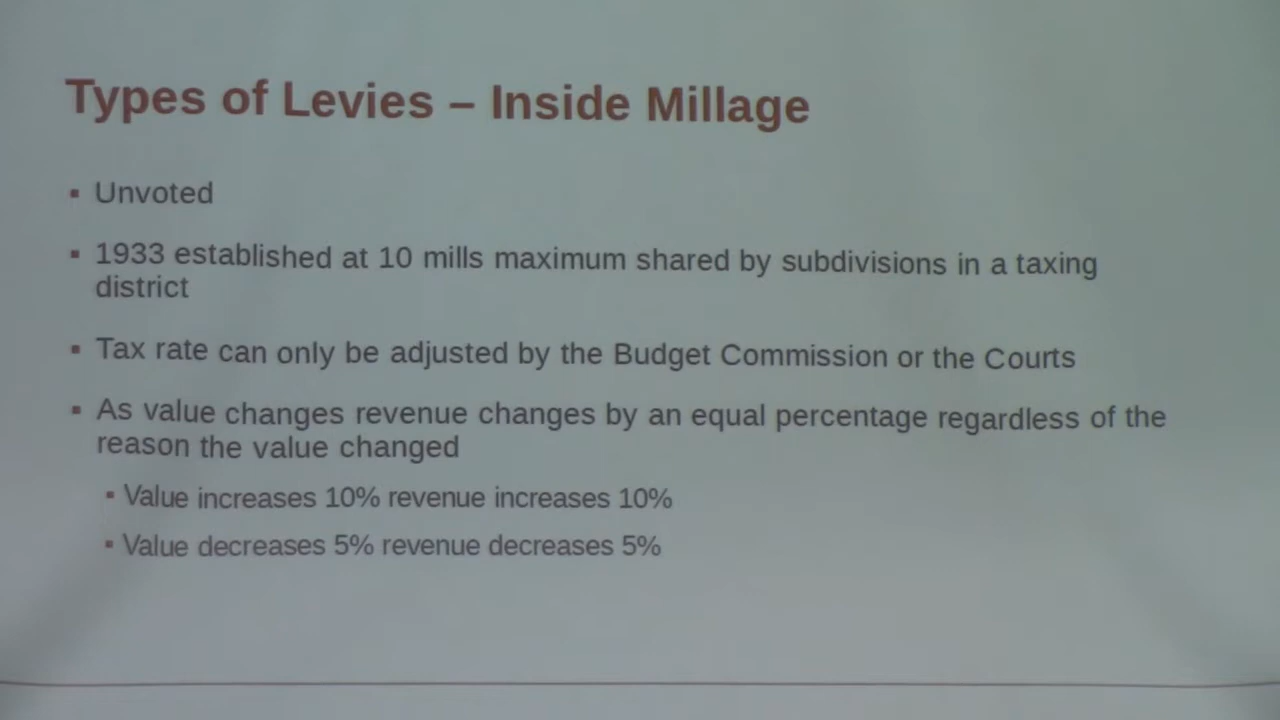 Types of Levies – Inside Millage
▪ Unvoted
▪ 1933 established at 10 mills maximum shared by subdivisions in a taxing
district
▪ Tax rate can only be adjusted by the Budget Commission or the Courts
▪ As value changes revenue changes by an equal percentage regardless of the
reason the value changed
▪ Value increases 10% revenue increases 10%
▪ Value decreases 5% revenue decreases 5%